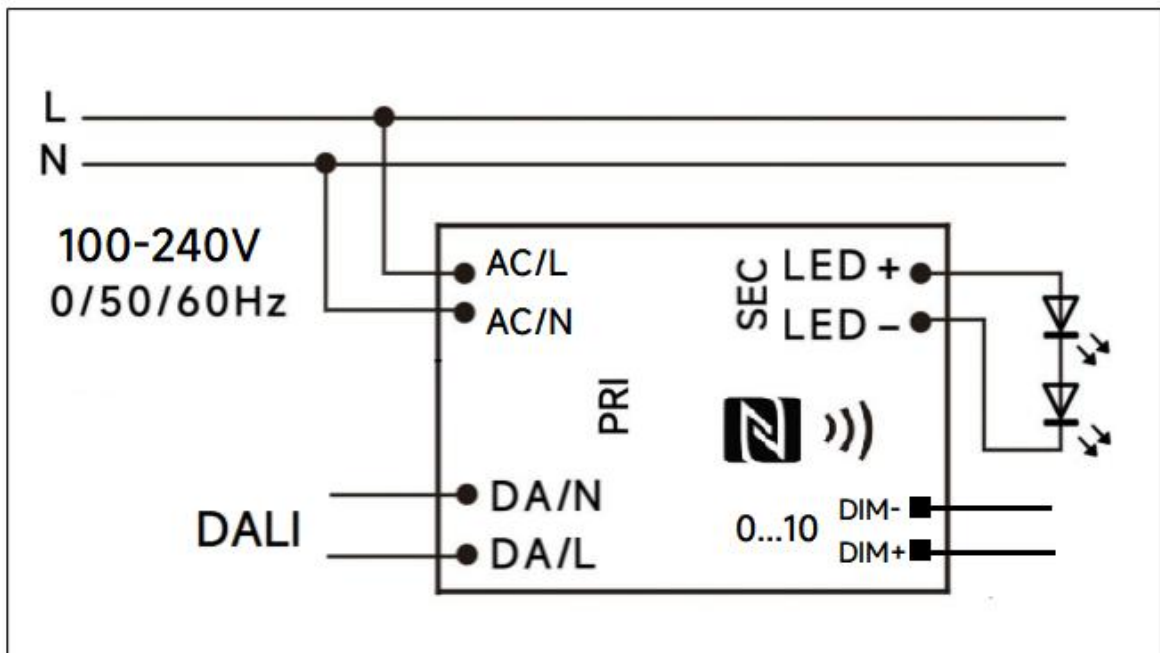 L
N
100-240V
0/50/60Hz
AC/L
AC/N
PRI
SEC
LED +
LED -
DALI
DA/N
DA/L
0...10
DIM-
DIM+